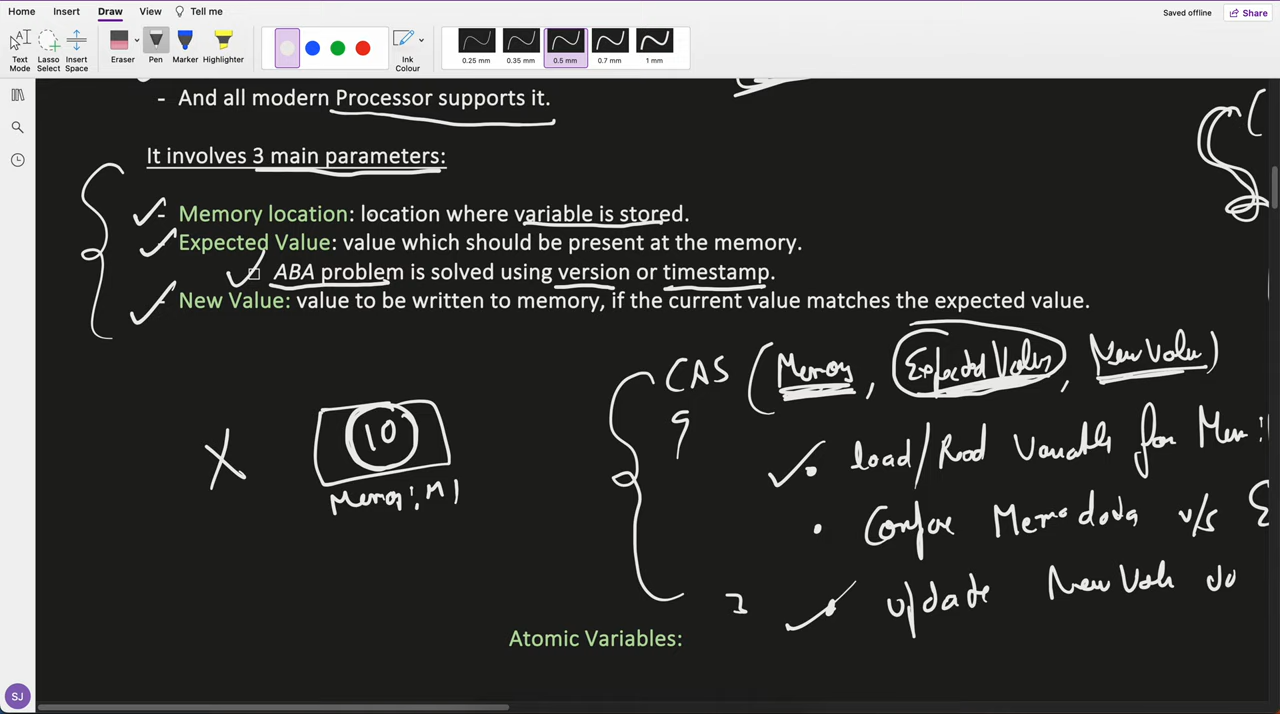 Home Insert Draw View Tell me
Saved offline Share
Text Mode Lasso Select Insert Space Eraser Pen Marker Highlighter Ink Colour 0.25 mm 0.35 mm 0.5 mm 0.7 mm 1 mm
- And all modern Processor supports it.
It involves 3 main parameters:
- Memory location: location where variable is stored.
- Expected Value: value which should be present at the memory.
ABA problem is solved using version or timestamp.
- New Value: value to be written to memory, if the current value matches the expected value.
CAS (Memory, Expected Value, New Value)
X 10
Memory: M1
load/Read Variable for Mem:
Compare Memory data v/s
update New Value
Atomic Variables:
SJ